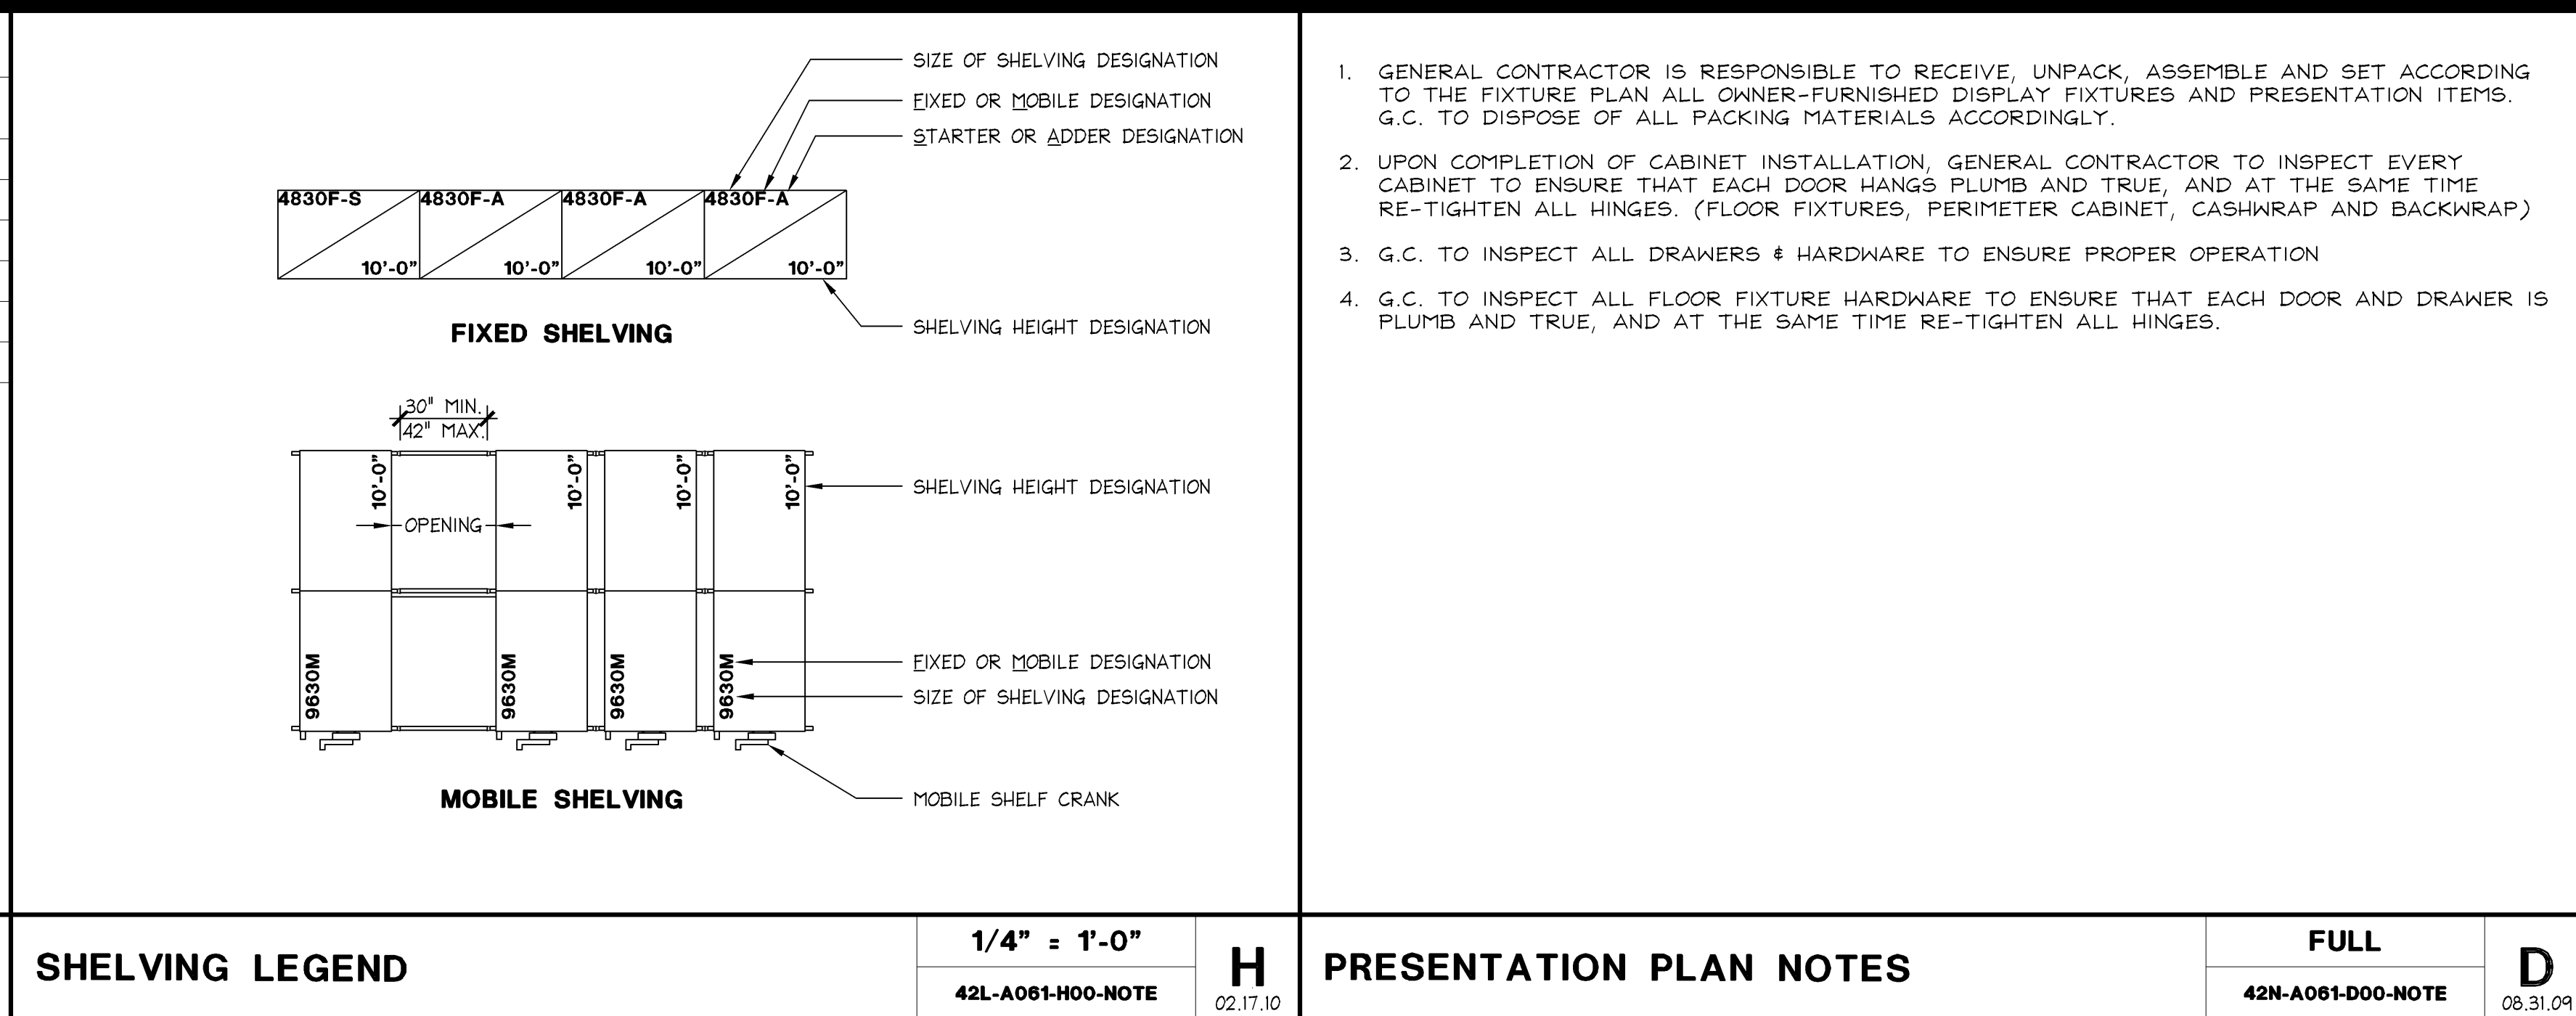 SIZE OF SHELVING DESIGNATION
FIXED OR MOBILE DESIGNATION
STARTER OR ADDER DESIGNATION
4830F-S
4830F-A
4830F-A
4830F-A
10'-0"
10'-0"
10'-0"
10'-0"
SHELVING HEIGHT DESIGNATION
FIXED SHELVING
30" MIN.
42" MAX.
10'-0"
10'-0"
10'-0"
10'-0"
SHELVING HEIGHT DESIGNATION
OPENING
9630M
9630M
9630M
9630M
FIXED OR MOBILE DESIGNATION
SIZE OF SHELVING DESIGNATION
MOBILE SHELVING
MOBILE SHELF CRANK
SHELVING LEGEND
1/4" = 1'-0"
42L-A061-H00-NOTE
H
02.17.10
1. GENERAL CONTRACTOR IS RESPONSIBLE TO RECEIVE, UNPACK, ASSEMBLE AND SET ACCORDING
TO THE FIXTURE PLAN ALL OWNER-FURNISHED DISPLAY FIXTURES AND PRESENTATION ITEMS.
G.C. TO DISPOSE OF ALL PACKING MATERIALS ACCORDINGLY.
2. UPON COMPLETION OF CABINET INSTALLATION, GENERAL CONTRACTOR TO INSPECT EVERY
CABINET TO ENSURE THAT EACH DOOR HANGS PLUMB AND TRUE, AND AT THE SAME TIME
RE-TIGHTEN ALL HINGES. (FLOOR FIXTURES, PERIMETER CABINET, CASHWRAP AND BACKWRAP)
3. G.C. TO INSPECT ALL DRAWERS & HARDWARE TO ENSURE PROPER OPERATION
4. G.C. TO INSPECT ALL FLOOR FIXTURE HARDWARE TO ENSURE THAT EACH DOOR AND DRAWER IS
PLUMB AND TRUE, AND AT THE SAME TIME RE-TIGHTEN ALL HINGES.
PRESENTATION PLAN NOTES
FULL
42N-A061-D00-NOTE
D
08.31.09